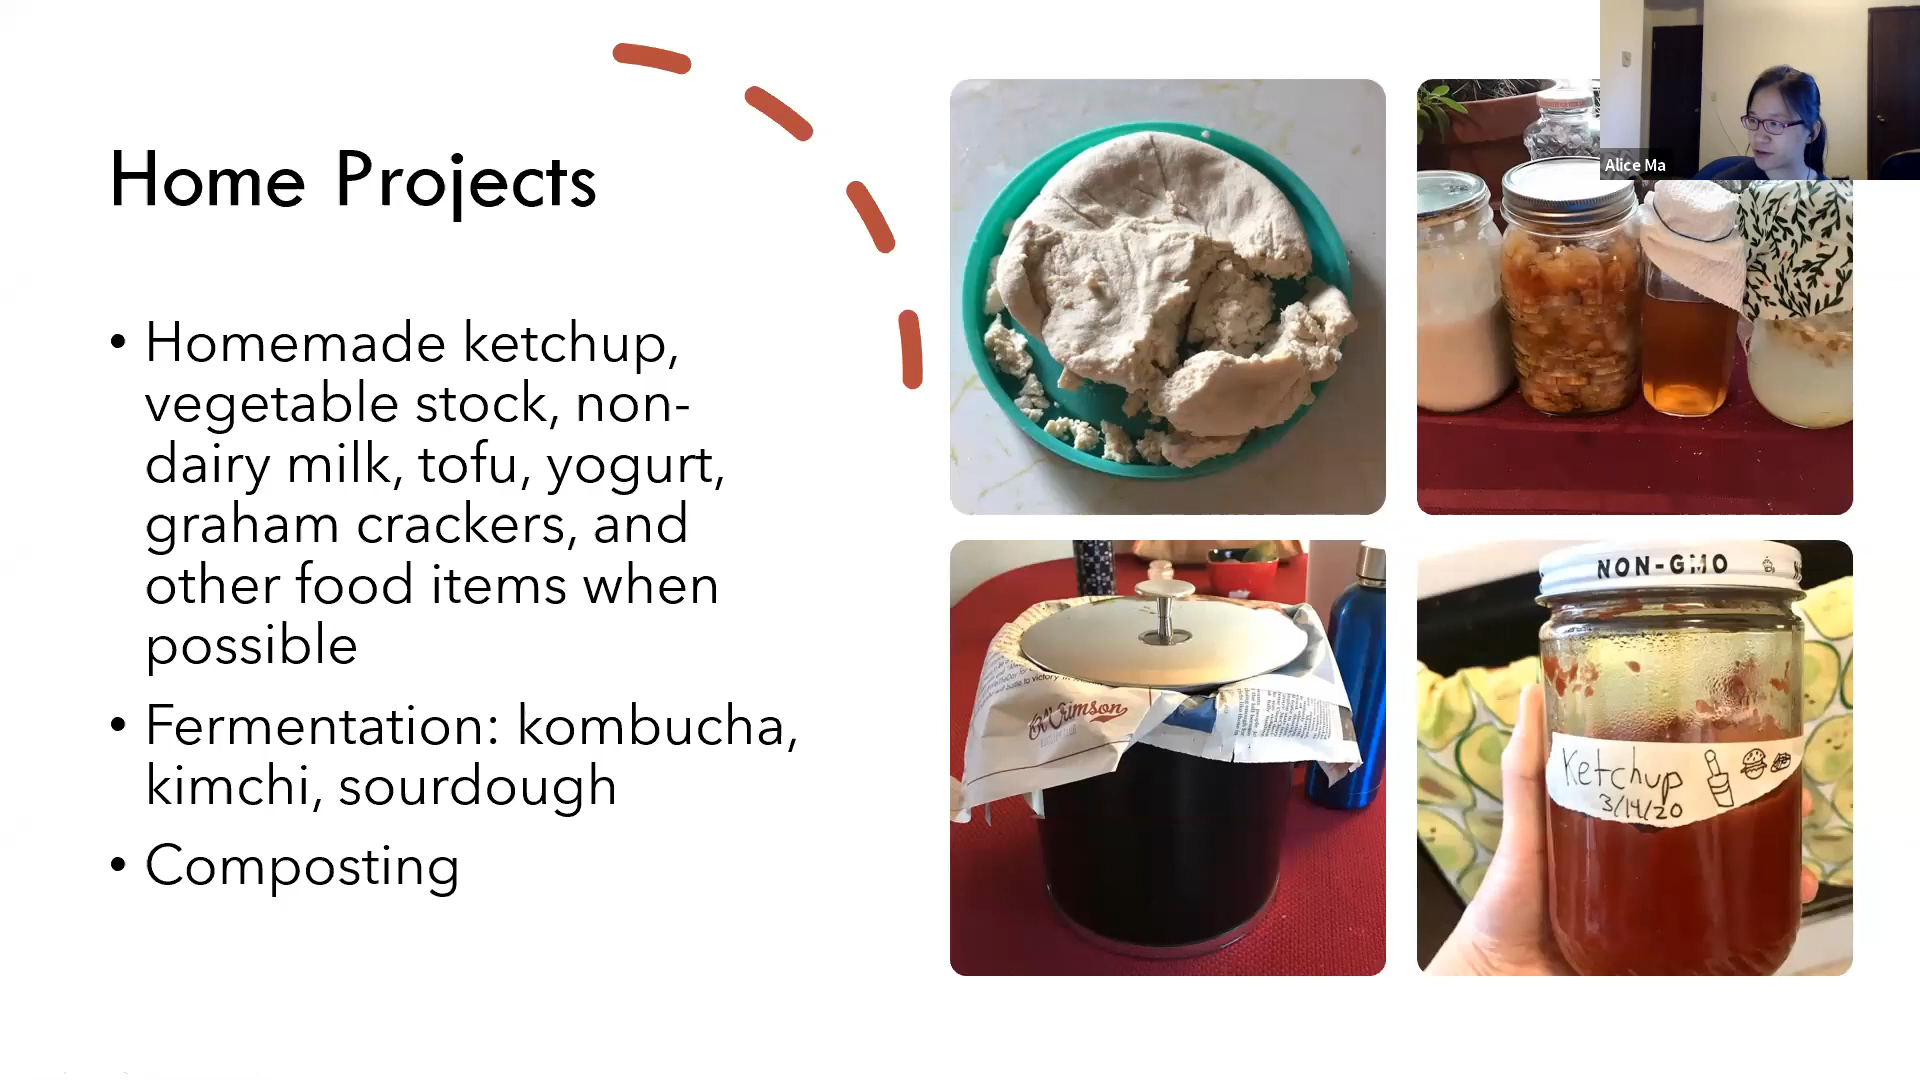 Home Projects
• Homemade ketchup,
vegetable stock, non-
dairy milk, tofu, yogurt,
graham crackers, and
other food items when
possible
• Fermentation: kombucha,
kimchi, sourdough
• Composting
Alice Ma
Crimson
NON-GMO
Ketchup
3/14/20